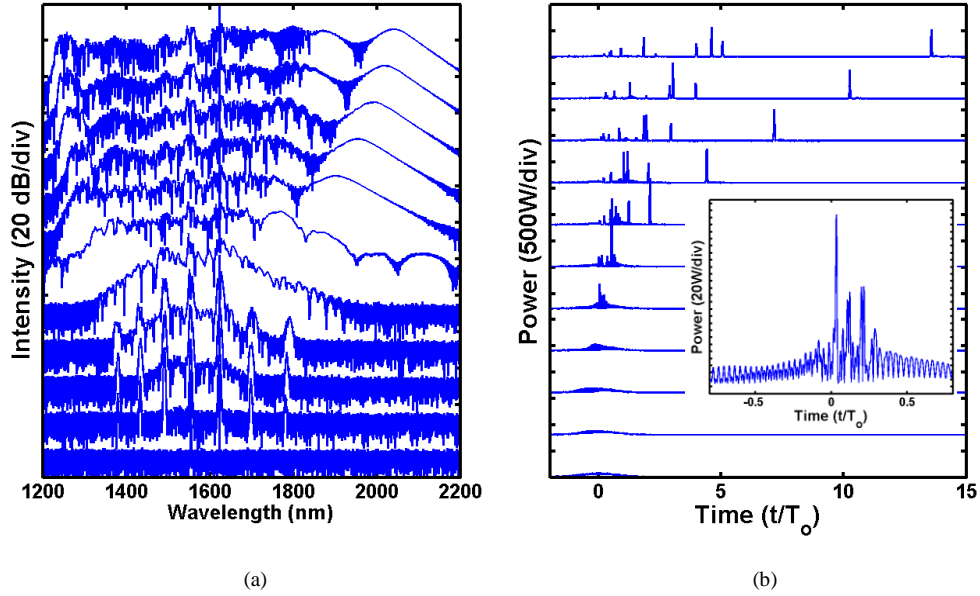 (a)
Intensity (20 dB/div)
1200 1400 1600 1800 2000 2200
Wavelength (nm)
(a)
(b)
Power (500W/div)
0 5 10 15
Time (t/To)
Power (20W/div)
-0.5 0 0.5
Time (t/To)
(b)